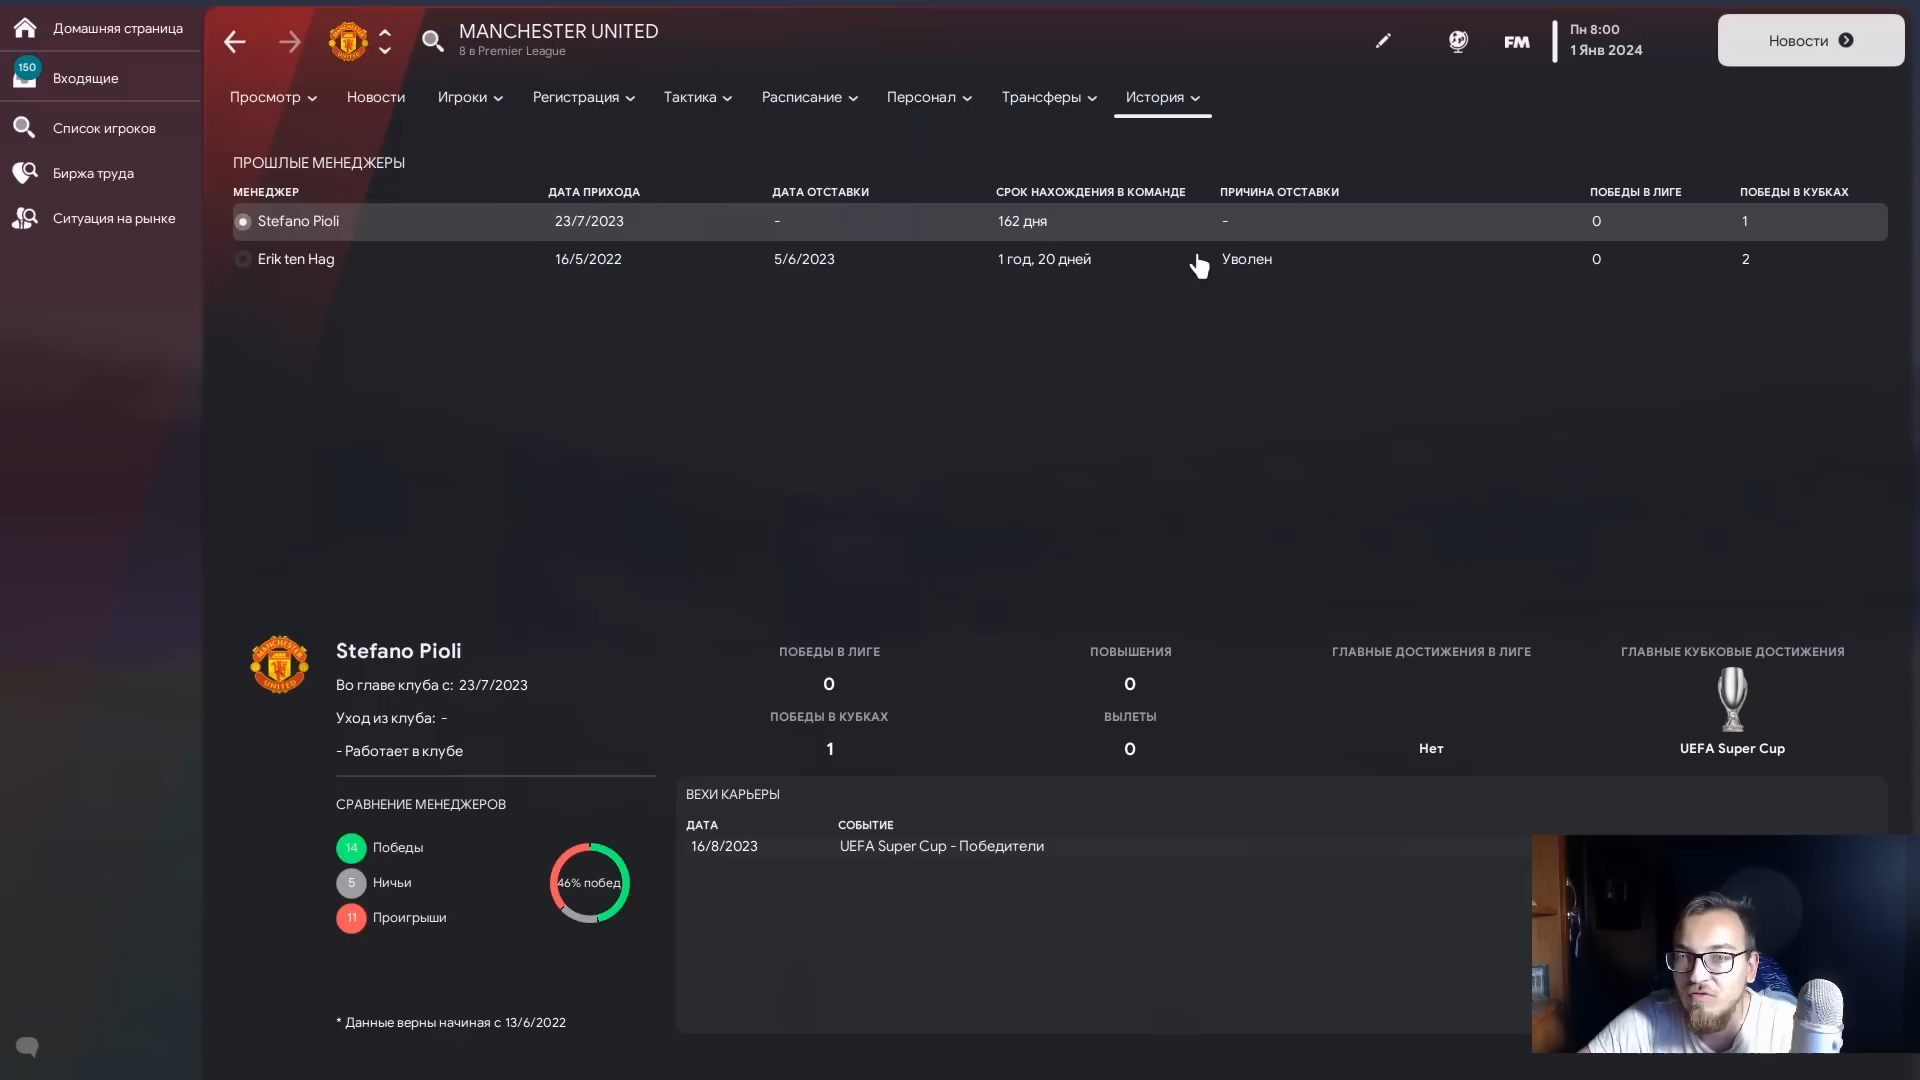 Домашняя страница
150
Входящие
Список игроков
Биржа труда
Ситуация на рынке
MANCHESTER UNITED
8 в Premier League
FM
Пн 8:00
1 Янв 2024
Новости
Просмотр
Новости
Игроки
Регистрация
Тактика
Расписание
Персонал
Трансферы
История
ПРОШЛЫЕ МЕНЕДЖЕРЫ
МЕНЕДЖЕР ДАТА ПРИХОДА ДАТА ОТСТАВКИ СРОК НАХОЖДЕНИЯ В КОМАНДЕ ПРИЧИНА ОТСТАВКИ ПОБЕДЫ В ЛИГЕ ПОБЕДЫ В КУБКАХ
Stefano Pioli 23/7/2023 - 162 дня - 0 1
Erik ten Hag 16/5/2022 5/6/2023 1 год, 20 дней Уволен 0 2
MANCHESTER
UNITED
Stefano Pioli
Во главе клуба с: 23/7/2023
Уход из клуба: -
- Работает в клубе
ПОБЕДЫ В ЛИГЕ
0
ПОБЕДЫ В КУБКАХ
1
ПОВЫШЕНИЯ
0
ВЫЛЕТЫ
0
ГЛАВНЫЕ ДОСТИЖЕНИЯ В ЛИГЕ
Нет
ГЛАВНЫЕ КУБКОВЫЕ ДОСТИЖЕНИЯ
UEFA Super Cup
СРАВНЕНИЕ МЕНЕДЖЕРОВ
14 Победы
5 Ничьи
11 Проигрыши
46% побед
* Данные верны начиная с 13/6/2022
ВЕХИ КАРЬЕРЫ
ДАТА СОБЫТИЕ
16/8/2023 UEFA Super Cup - Победители